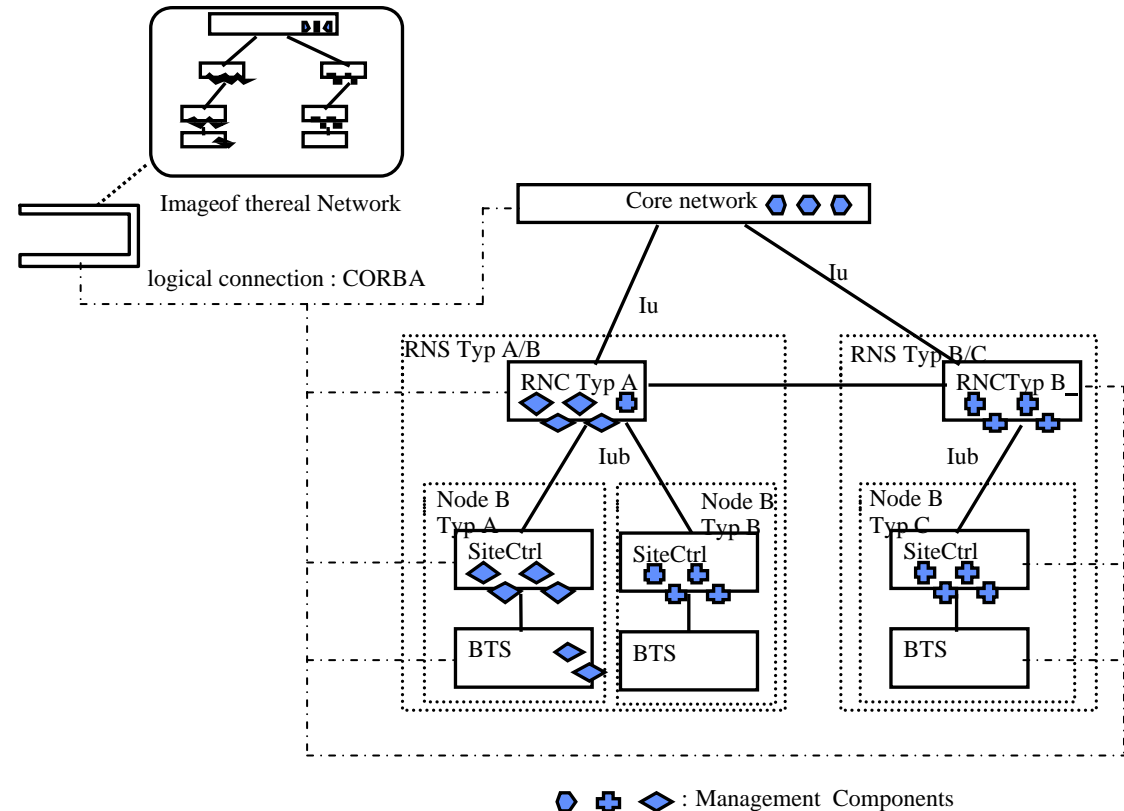 Imageof thereal Network
Core network
logical connection : CORBA
Iu
Iu
RNS Typ A/B
RNS Typ B/C
RNC Typ A
RNCTyp B
Iub
Iub
Node B
Typ A
Node B
Typ B
Node B
Typ C
SiteCtrl
SiteCtrl
SiteCtrl
BTS
BTS
BTS
: Management Components